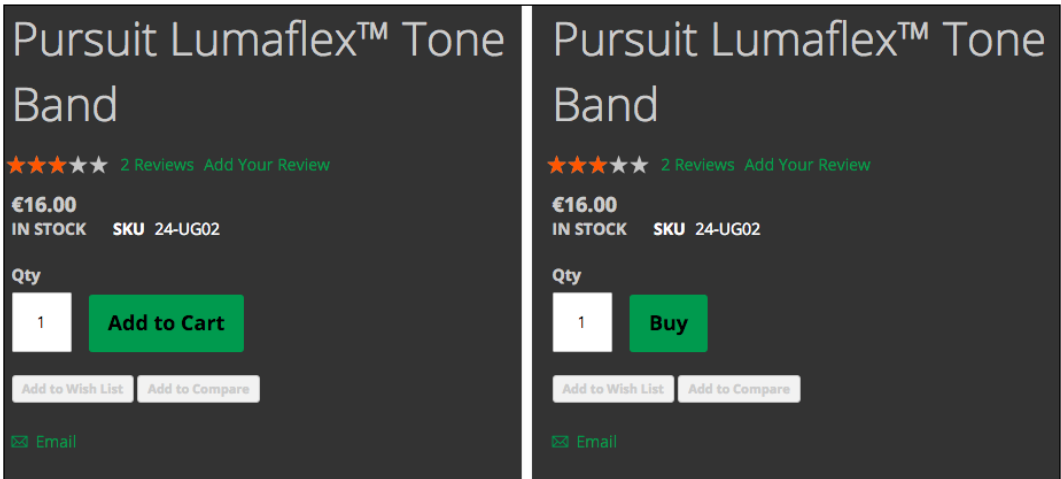 Pursuit Lumaflex™ Tone
Band
2 Reviews Add Your Review
€16.00
IN STOCK SKU 24-UG02
Qty
1 Add to Cart
Add to Wish List Add to Compare
Email
Pursuit Lumaflex™ Tone
Band
2 Reviews Add Your Review
€16.00
IN STOCK SKU 24-UG02
Qty
1 Buy
Add to Wish List Add to Compare
Email